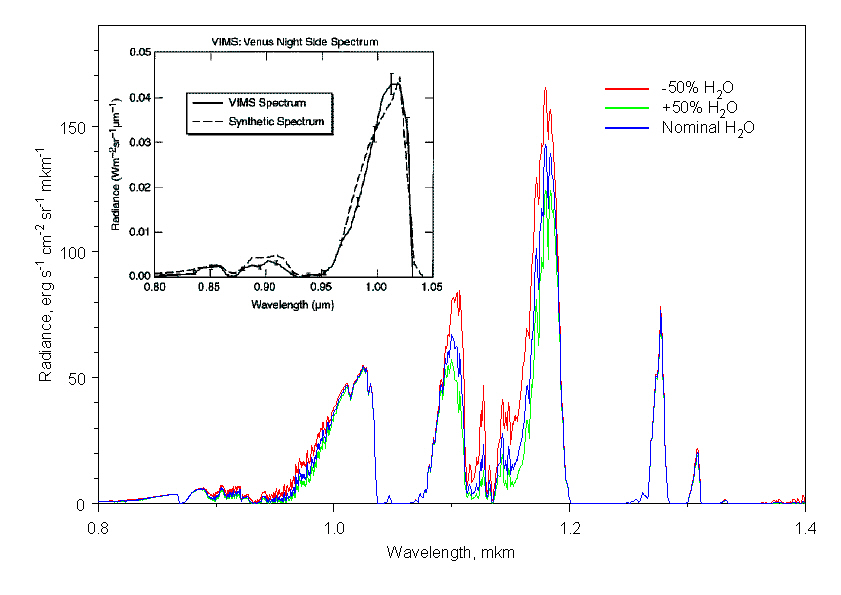 VIMS: Venus Night Side Spectrum
0.05
0.04
0.03
0.02
0.01
0.00
Radiance (W/m−2sr−1μm−1)
VIMS Spectrum
Synthetic Spectrum
0.80 0.85 0.90 0.95 1.00 1.05
Wavelength (μm)
-50% H2O
+50% H2O
Nominal H2O
150
100
50
0
Radiance, erg s-1 cm-2 sr-1 mkm-1
0.8 1.0 1.2 1.4
Wavelength, mkm